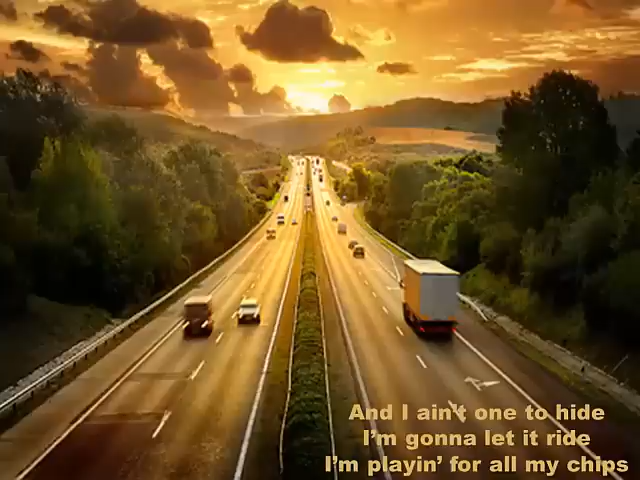 And I ain't one to hide
I'm gonna let it ride
I'm playin' for all my chips